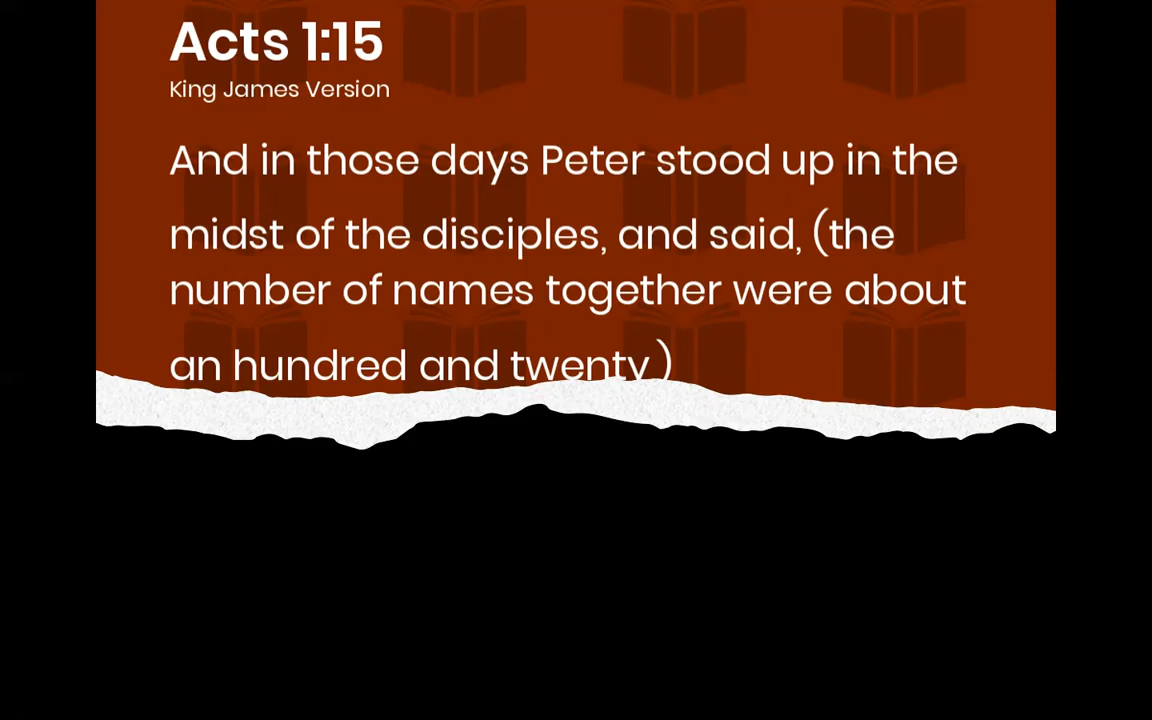 Acts 1:15
King James Version
And in those days Peter stood up in the
midst of the disciples, and said, (the
number of names together were about
an hundred and twenty)